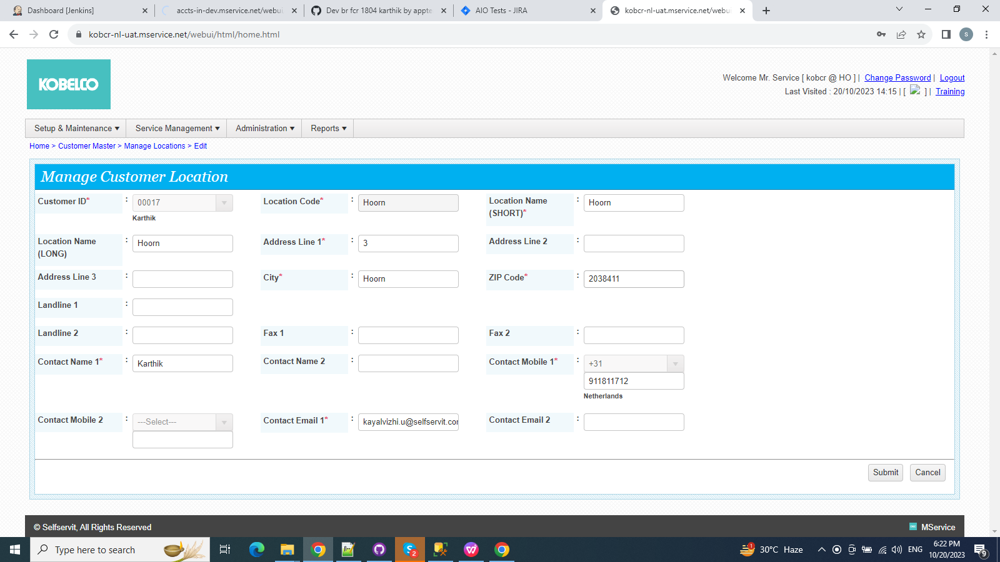 Dashboard [Jenkins]
accts-in-dev.mservice.net/webui
Dev br fcr 1804 karthik by appte
AIO Tests - JIRA
kobcr-nl-uat.mservice.net/webui
kobcr-nl-uat.mservice.net/webui/html/home.html
S
KOBELCO
Welcome Mr. Service [ kobcr @ HO ] | Change Password | Logout
Last Visited : 20/10/2023 14:15 | [ ] | Training
Setup & Maintenance ▼ Service Management ▼ Administration ▼ Reports ▼
Home > Customer Master > Manage Locations > Edit
Manage Customer Location
Customer ID* : 00017
Karthik
Location Code* : Hoorn
Location Name (SHORT)* : Hoorn
Location Name (LONG) : Hoorn
Address Line 1* : 3
Address Line 2 :
Address Line 3 :
City* : Hoorn
ZIP Code* : 2038411
Landline 1 :
Landline 2 :
Fax 1 :
Fax 2 :
Contact Name 1* : Karthik
Contact Name 2 :
Contact Mobile 1* : +31
911811712
Netherlands
Contact Mobile 2 : ---Select---
Contact Email 1* : kayalvizhi.u@selfservit.cor
Contact Email 2 :
Submit Cancel
© Selfservit, All Rights Reserved
MService
Type here to search
2
1
30°C Haze
ENG
6:22 PM
10/20/2023
9